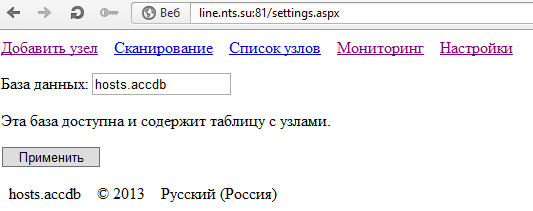 Веб line.nts.su:81/settings.aspx
Добавить узел Сканирование Список узлов Мониторинг Настройки
База данных: hosts.accdb
Эта база доступна и содержит таблицу с узлами.
Применить
hosts.accdb © 2013 Русский (Россия)